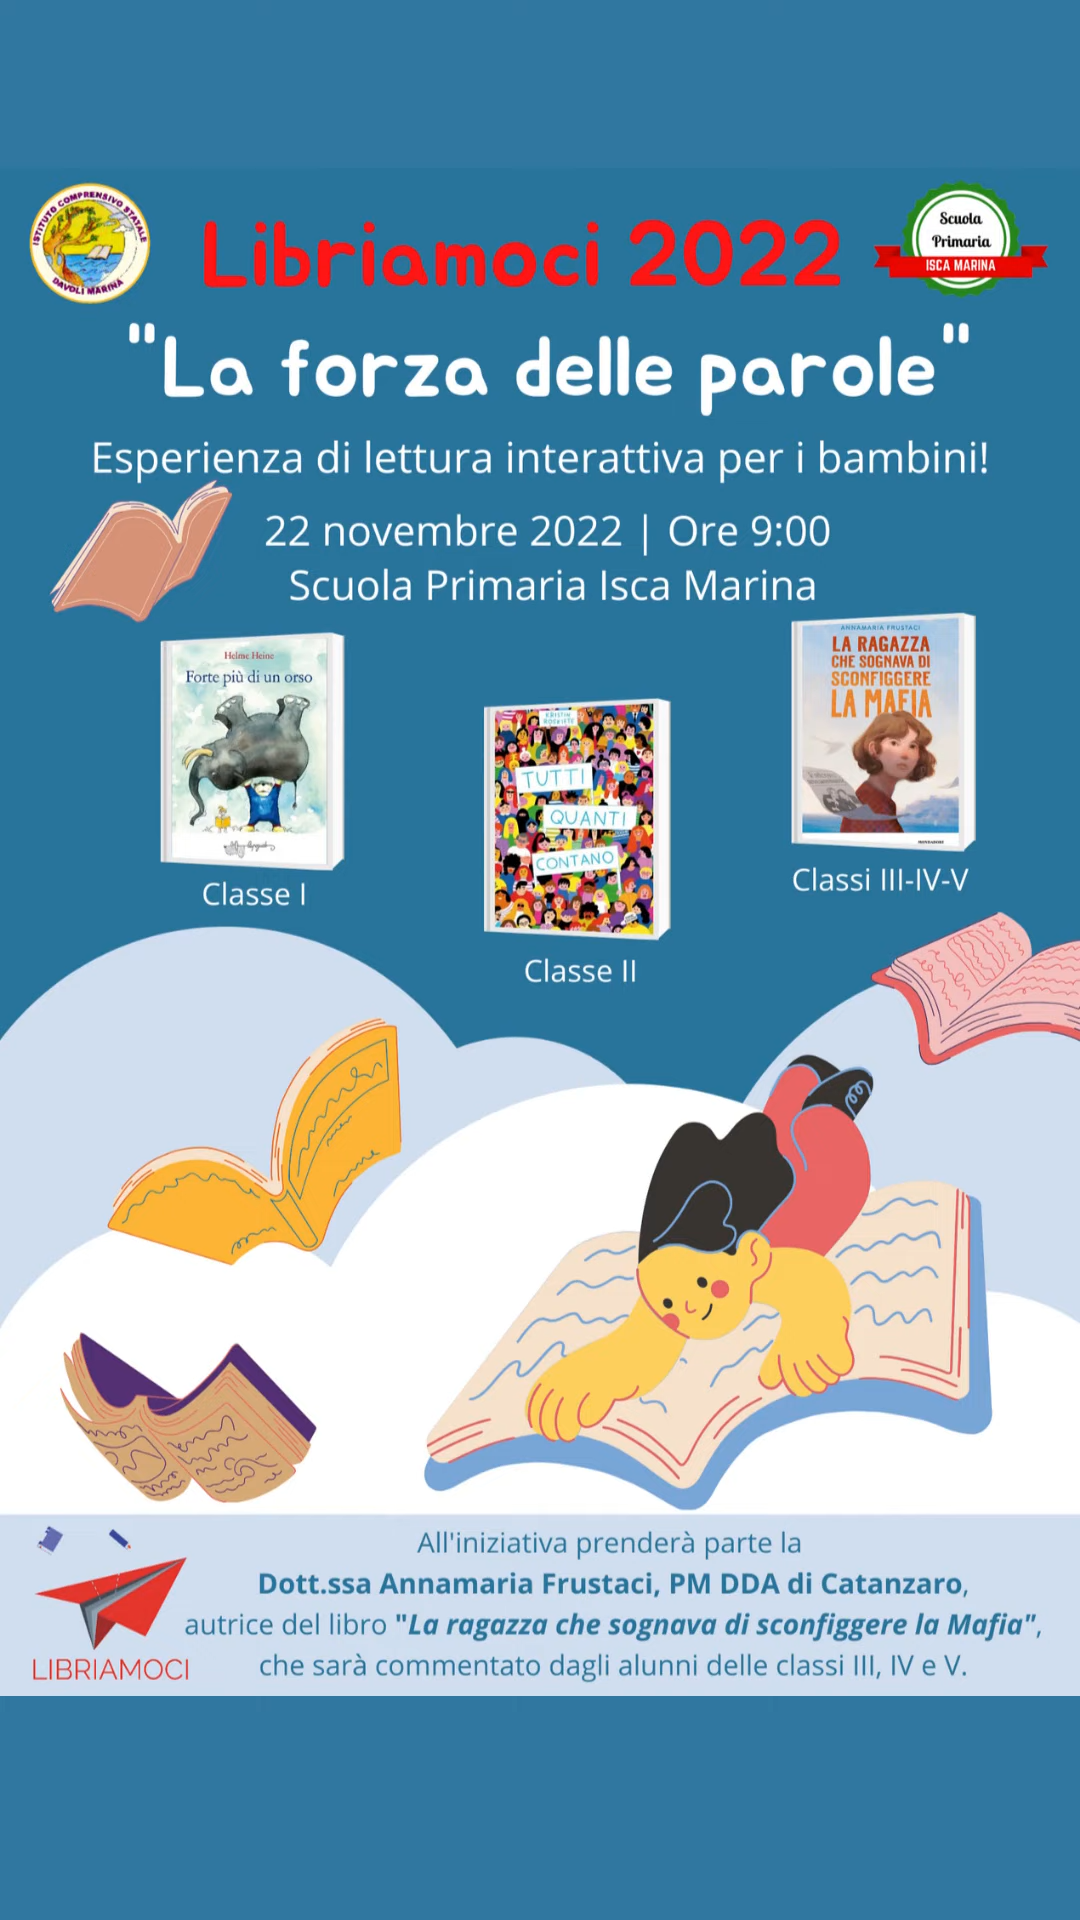 ISTITUTO COMPRENSIVO STATALE
DAVOLI MARINA
Libriamoci 2022
Scuola
Primaria
ISCA MARINA
"La forza delle parole"
Esperienza di lettura interattiva per i bambini!
22 novembre 2022 | Ore 9:00
Scuola Primaria Isca Marina
Helme Heine
Forte più di un orso
Classe I
KRISTIN
TUTTI
QUANTI
CONTANO
Classe II
ANNAMARIA FRUSTACI
LA RAGAZZA
CHE SOGNAVA DI
SCONFIGGERE
LA MAFIA
MONDADORI
Classi III-IV-V
All'iniziativa prenderà parte la
Dott.ssa Annamaria Frustaci, PM DDA di Catanzaro,
autrice del libro "La ragazza che sognava di sconfiggere la Mafia",
che sarà commentato dagli alunni delle classi III, IV e V.
LIBRIAMOCI